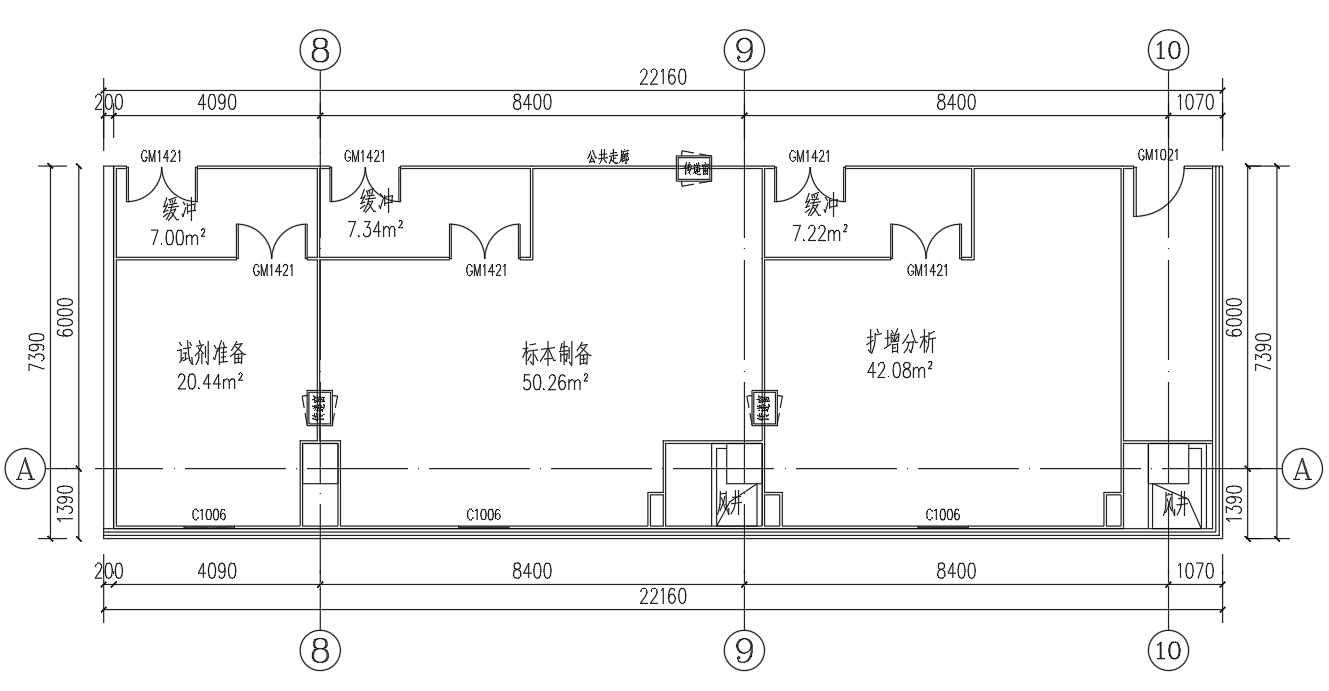 8
9
10
22160
200
4090
8400
8400
1070
GM1421
GM1421
公共走廊
传递窗
GM1421
GM1021
缓冲
7.00m²
缓冲
7.34m²
缓冲
7.22m²
GM1421
GM1421
GM1421
7390
6000
6000
7390
试剂准备
20.44m²
标本制备
50.26m²
扩增分析
42.08m²
传递窗
传递窗
A
A
1390
1390
风井
风井
C1006
C1006
C1006
200
4090
8400
8400
1070
22160
8
9
10